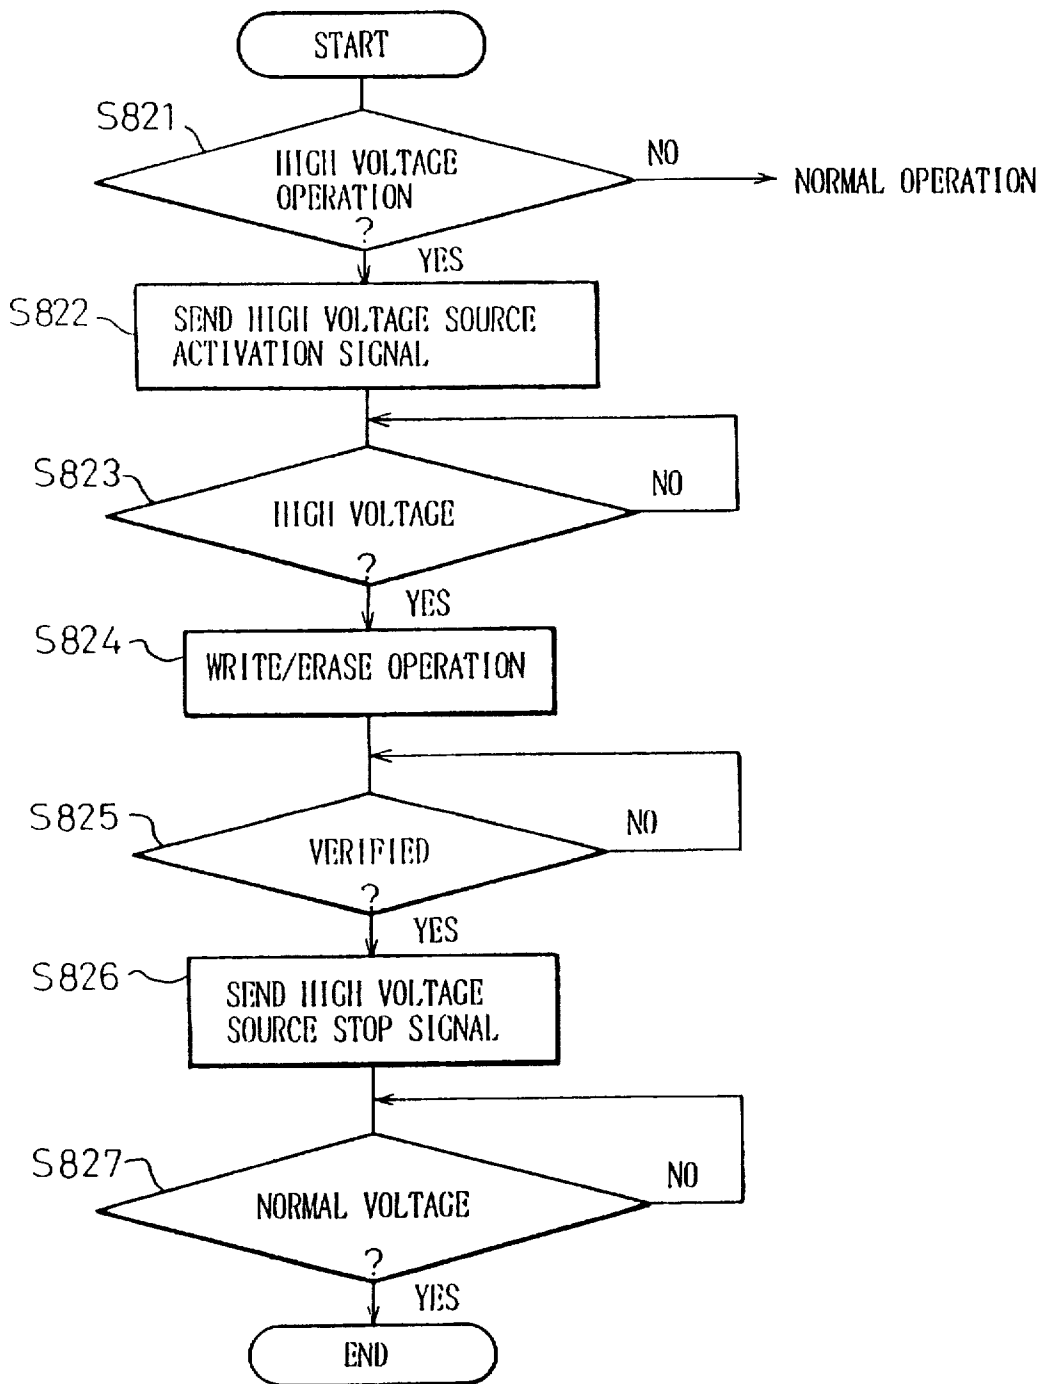 START
S821
HIGH VOLTAGE
OPERATION
?
NO
NORMAL OPERATION
YES
S822
SEND HIGH VOLTAGE SOURCE
ACTIVATION SIGNAL
S823
HIGH VOLTAGE
?
NO
YES
S824
WRITE/ERASE OPERATION
S825
VERIFIED
?
NO
YES
S826
SEND HIGH VOLTAGE
SOURCE STOP SIGNAL
S827
NORMAL VOLTAGE
?
NO
YES
END